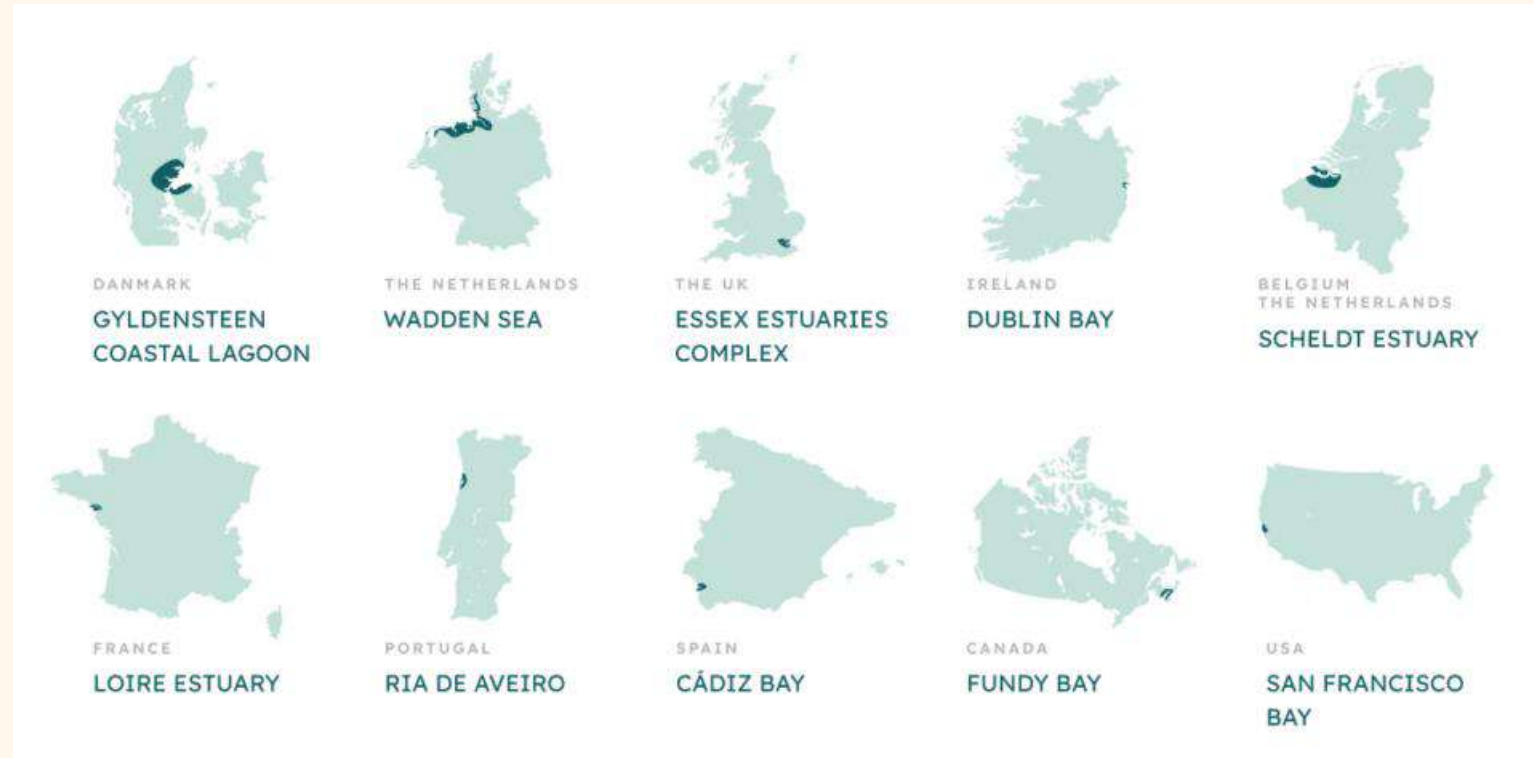 DANMARK
GYLDENSTEEN
COASTAL LAGOON
THE NETHERLANDS
WADDEN SEA
THE UK
ESSEX ESTUARIES
COMPLEX
IRELAND
DUBLIN BAY
BELGIUM
THE NETHERLANDS
SCHELDT ESTUARY
FRANCE
LOIRE ESTUARY
PORTUGAL
RIA DE AVEIRO
SPAIN
CÁDIZ BAY
CANADA
FUNDY BAY
USA
SAN FRANCISCO
BAY